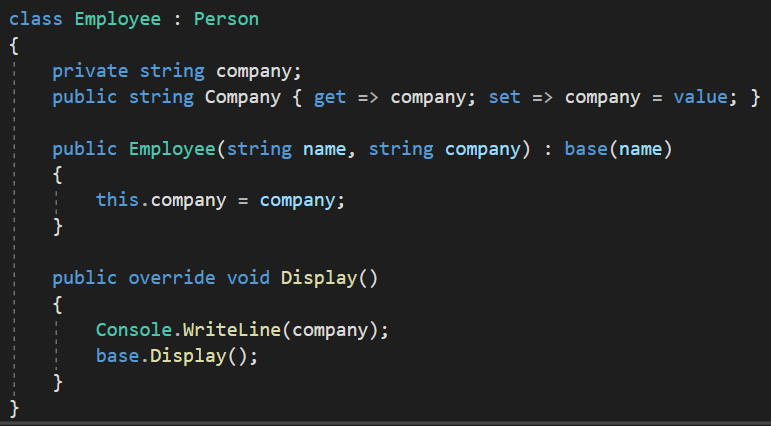 class Employee : Person
{
    private string company;
    public string Company { get => company; set => company = value; }

    public Employee(string name, string company) : base(name)
    {
        this.company = company;
    }

    public override void Display()
    {
        Console.WriteLine(company);
        base.Display();
    }
}